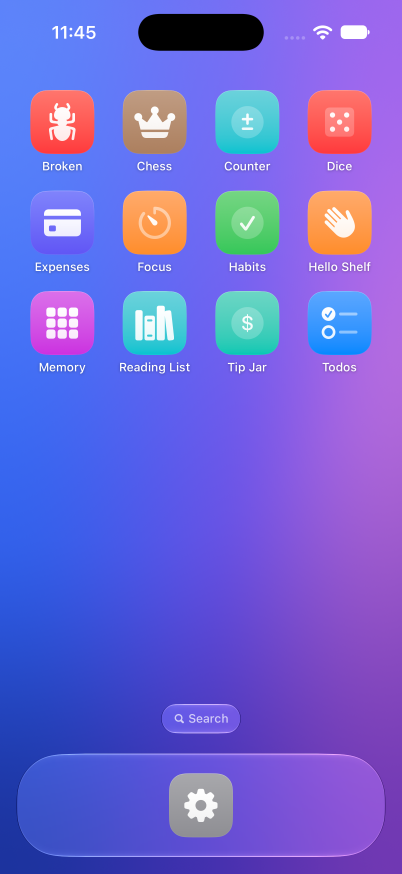 11:45
Broken
Chess
Counter
Dice
Expenses
Focus
Habits
Hello Shelf
$
Memory
Reading List
Tip Jar
Todos
Search